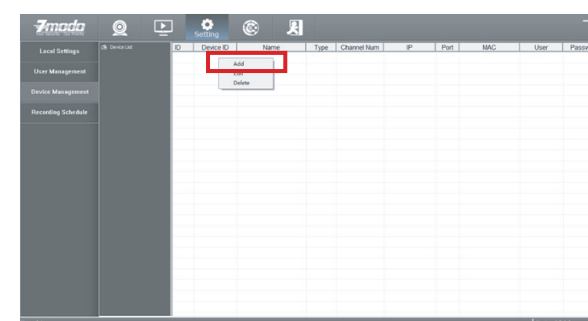 7modo
Setting
Local Settings
User Management
Device Management
Recording Schedule
Device List
ID Device ID Name Type Channel Num IP Port MAC User Passw
Add
Edit
Delete